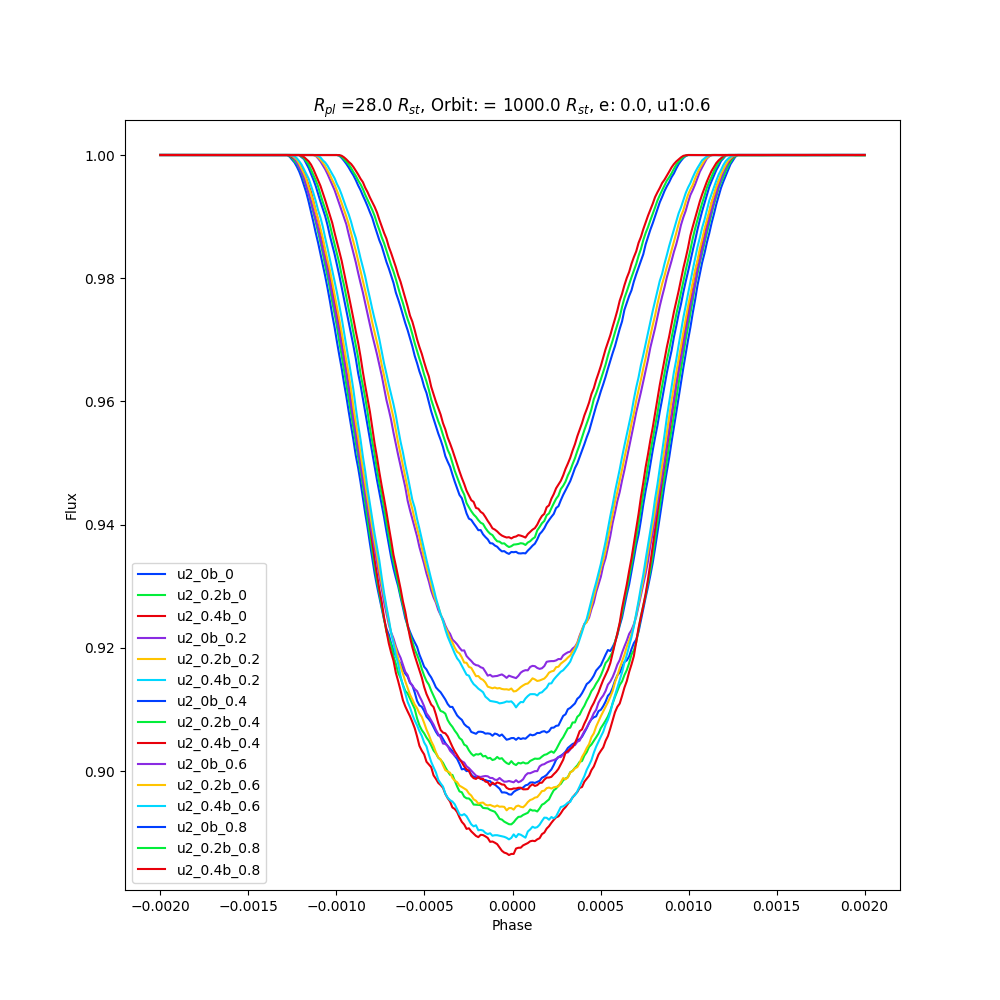 R_pl =28.0 R_st, Orbit: = 1000.0 R_st, e: 0.0, u1:0.6
1.00
0.98
0.96
0.94
0.92
0.90
Flux
u2_0b_0
u2_0.2b_0
u2_0.4b_0
u2_0b_0.2
u2_0.2b_0.2
u2_0.4b_0.2
u2_0b_0.4
u2_0.2b_0.4
u2_0.4b_0.4
u2_0b_0.6
u2_0.2b_0.6
u2_0.4b_0.6
u2_0b_0.8
u2_0.2b_0.8
u2_0.4b_0.8
−0.0020 −0.0015 −0.0010 −0.0005 0.0000 0.0005 0.0010 0.0015 0.0020
Phase